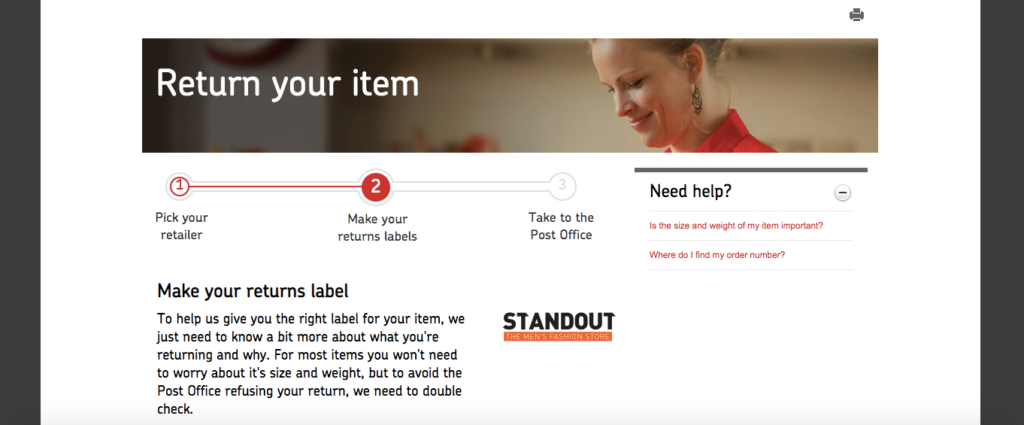 Return your item
1
2
3
Pick your
retailer
Make your
returns labels
Take to the
Post Office
Need help?
Is the size and weight of my item important?
Where do I find my order number?
Make your returns label
To help us give you the right label for your item, we
just need to know a bit more about what you're
returning and why. For most items you won't need
to worry about it's size and weight, but to avoid the
Post Office refusing your return, we need to double
check.
STANDOUT
THE MEN'S FASHION STORE